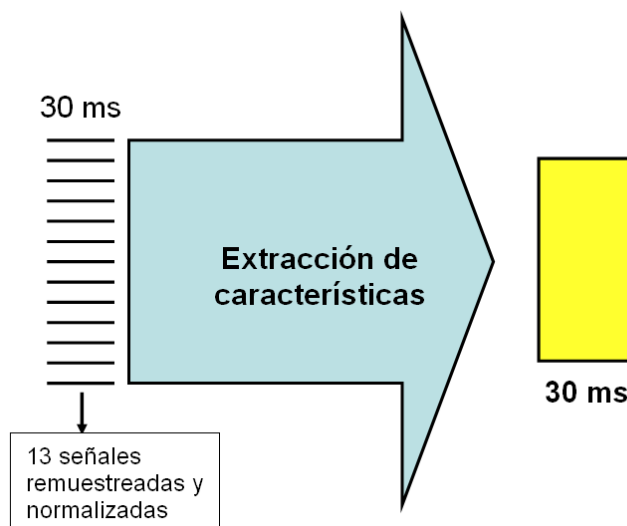 30 ms
Extracción de
características
30 ms
13 señales
remuestreadas y
normalizadas